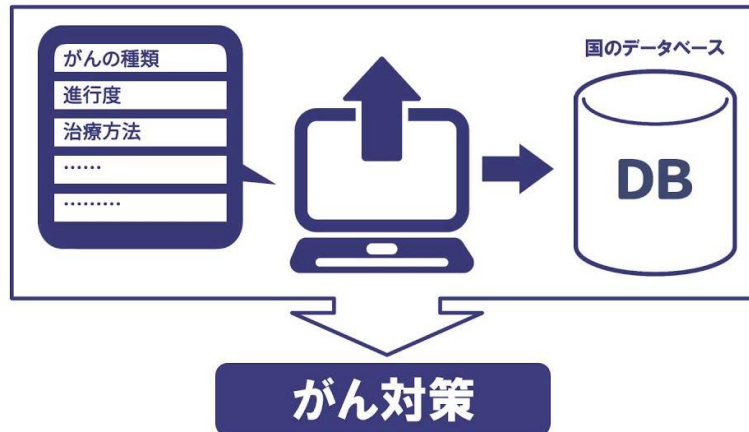 がんの種類
進行度
治療方法
……
………
国のデータベース
DB
がん対策